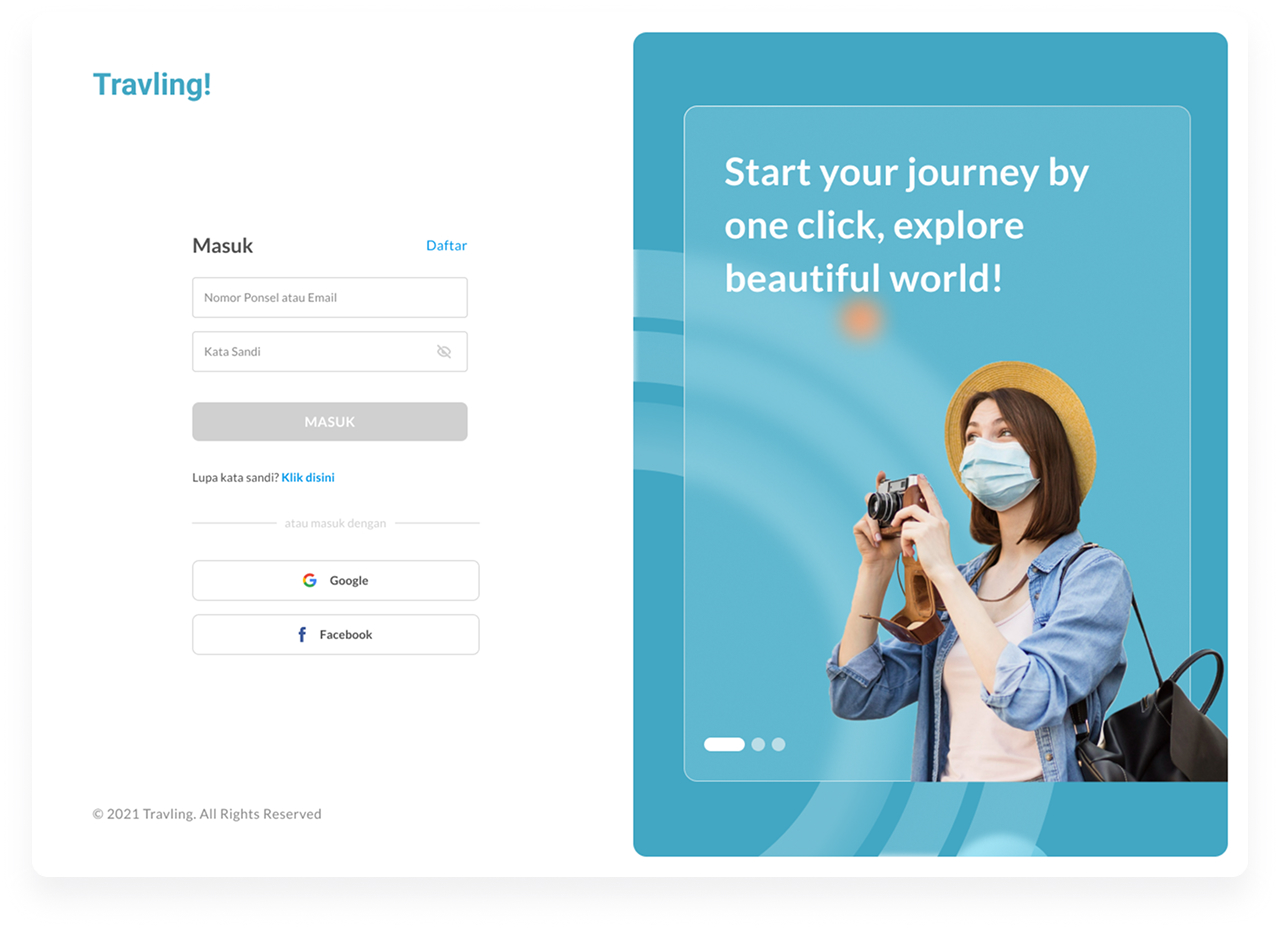 Travling!
Masuk
Daftar
Nomor Ponsel atau Email
Kata Sandi
MASUK
Lupa kata sandi? Klik disini
atau masuk dengan
Google
Facebook
© 2021 Travling. All Rights Reserved
Start your journey by
one click, explore
beautiful world!